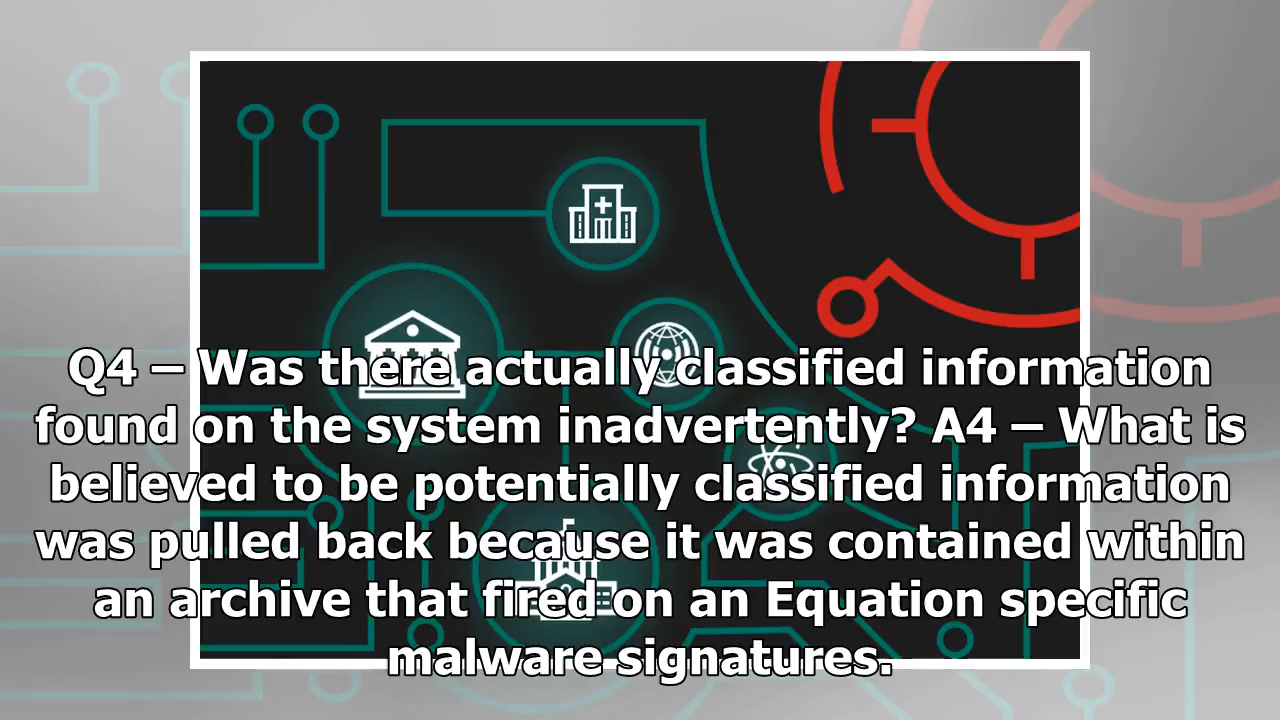 Q4 – Was there actually classified information
found on the system inadvertently? A4 – What is
believed to be potentially classified information
was pulled back because it was contained within
an archive that fired on an Equation specific
malware signatures.